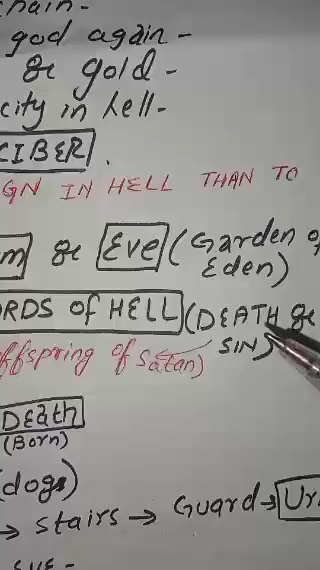 god again -
& gold -
city in hell -
CIBER
GN IN HELL THAN TO
m & Eve (Garden of
Eden)
RDS of HELL (DEATH &
SIN)
offspring of Satan)
Death
(Born)
(dogs)
→ stairs → Guard →